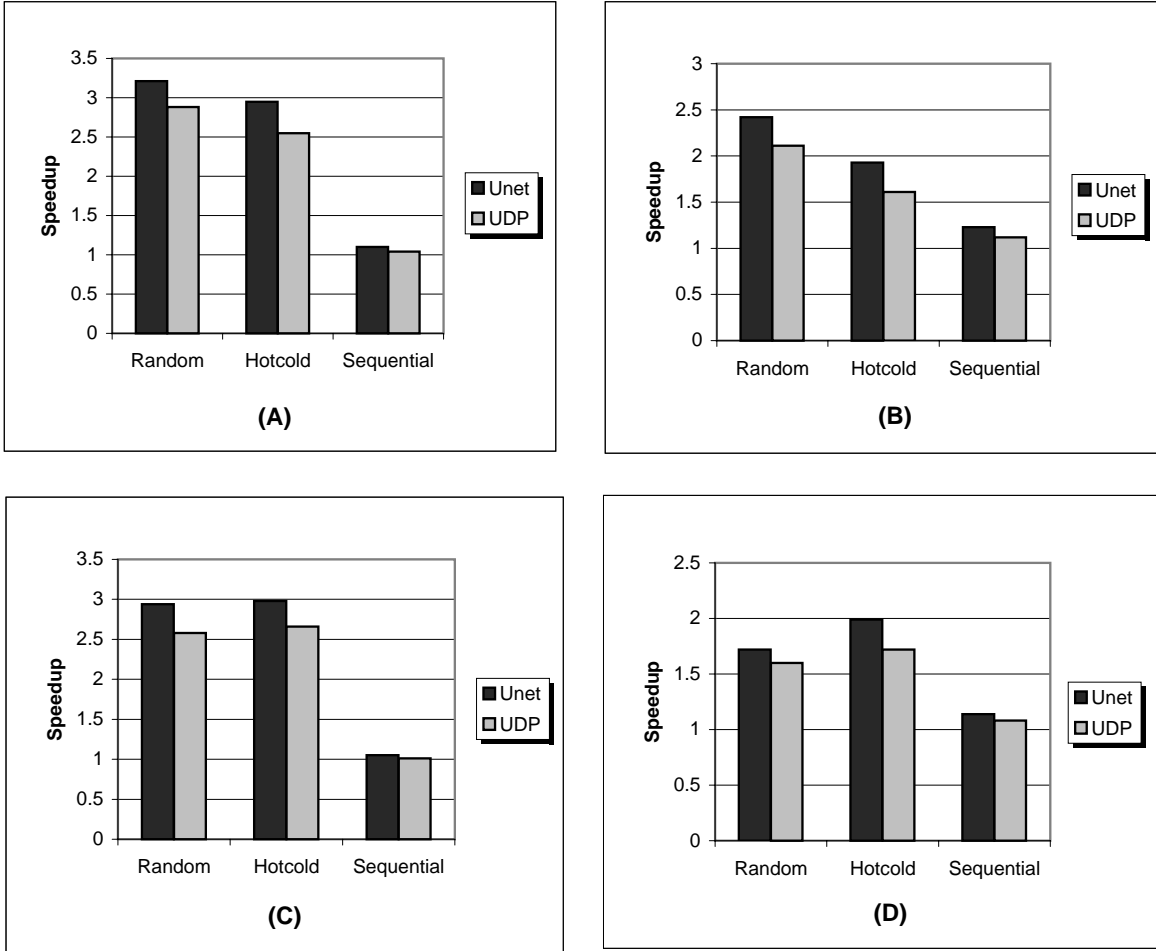 3.5
3
2.5
2
1.5
1
0.5
0
Speedup
Random Hotcold Sequential
Unet
UDP
(A)
3
2.5
2
1.5
1
0.5
0
Speedup
Random Hotcold Sequential
Unet
UDP
(B)
3.5
3
2.5
2
1.5
1
0.5
0
Speedup
Random Hotcold Sequential
Unet
UDP
(C)
2.5
2
1.5
1
0.5
0
Speedup
Random Hotcold Sequential
Unet
UDP
(D)